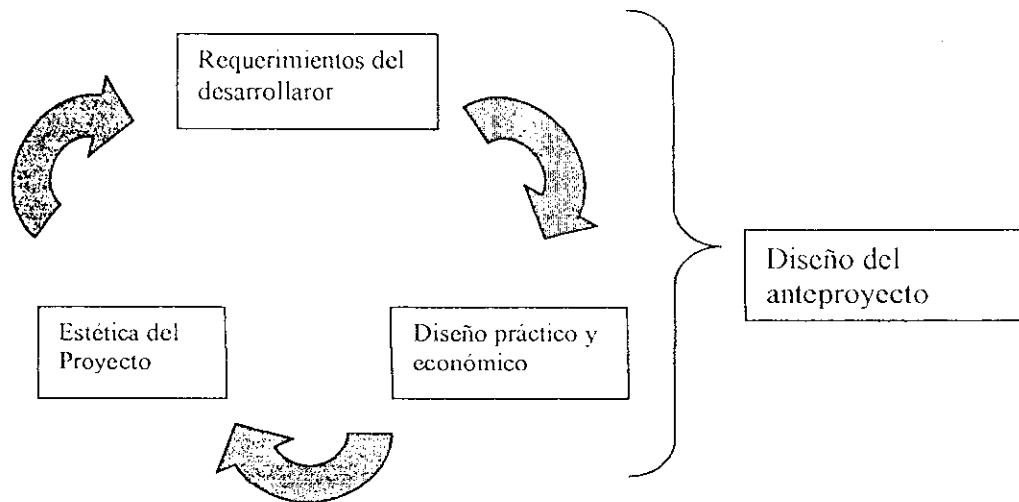 Requerimientos del
desarrollaror
Diseño del
anteproyecto
Estética del
Proyecto
Diseño práctico y
económico